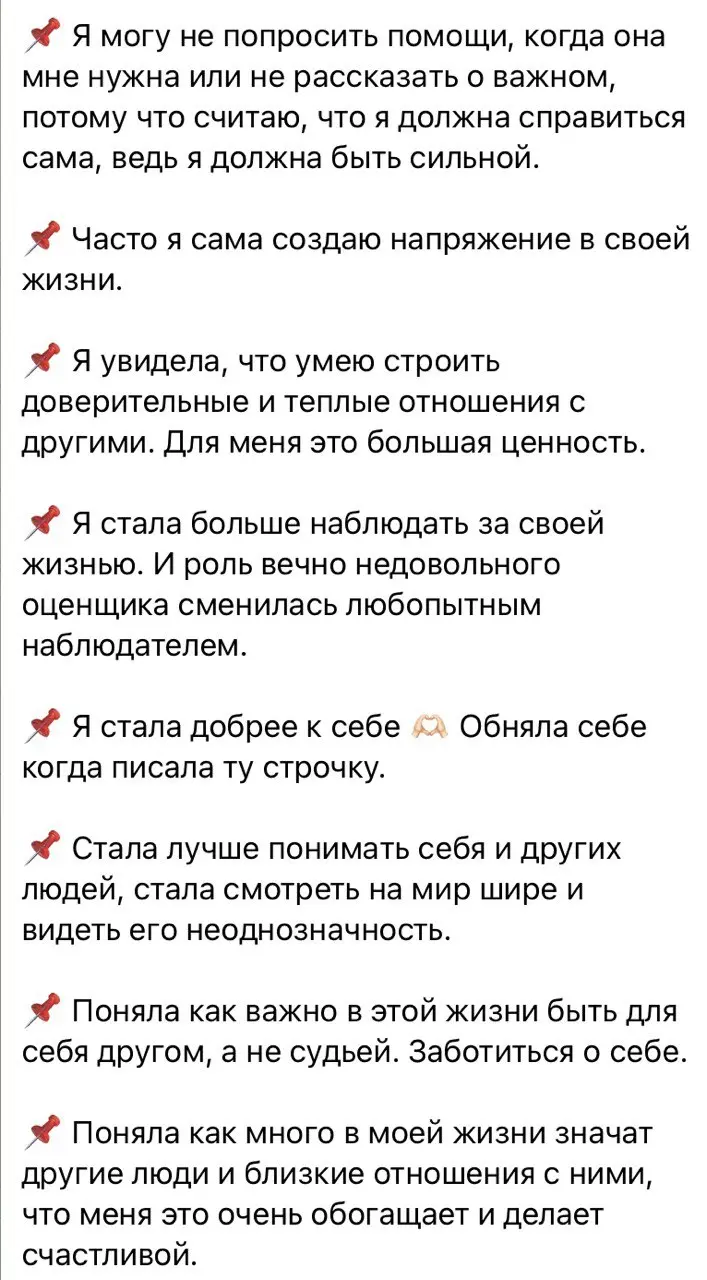 📌 Я могу не попросить помощи, когда она
мне нужна или не рассказать о важном,
потому что считаю, что я должна справиться
сама, ведь я должна быть сильной.
📌 Часто я сама создаю напряжение в своей
жизни.
📌 Я увидела, что умею строить
доверительные и теплые отношения с
другими. Для меня это большая ценность.
📌 Я стала больше наблюдать за своей
жизнью. И роль вечно недовольного
оценщика сменилась любопытным
наблюдателем.
📌 Я стала добрее к себе 🫶🏻 Обняла себе
когда писала ту строчку.
📌 Стала лучше понимать себя и других
людей, стала смотреть на мир шире и
видеть его неоднозначность.
📌 Поняла как важно в этой жизни быть для
себя другом, а не судьей. Заботиться о себе.
📌 Поняла как много в моей жизни значат
другие люди и близкие отношения с ними,
что меня это очень обогащает и делает
счастливой.